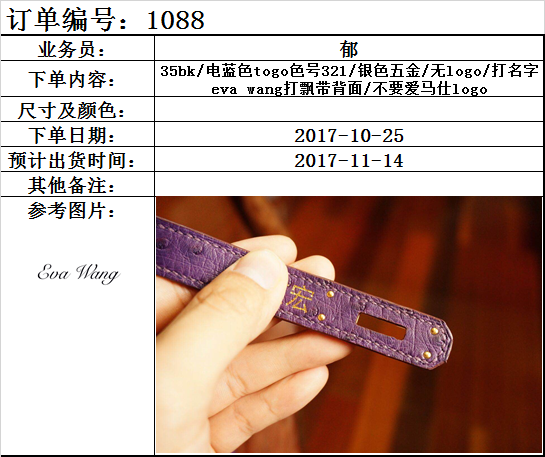 订单编号：1088
业务员： 郁
下单内容： 35bk/电蓝色togo色号321/银色五金/无logo/打名字
eva wang打飘带背面/不要爱马仕logo
尺寸及颜色：
下单日期： 2017-10-25
预计出货时间： 2017-11-14
其他备注：
参考图片：
Eva Wang
宏